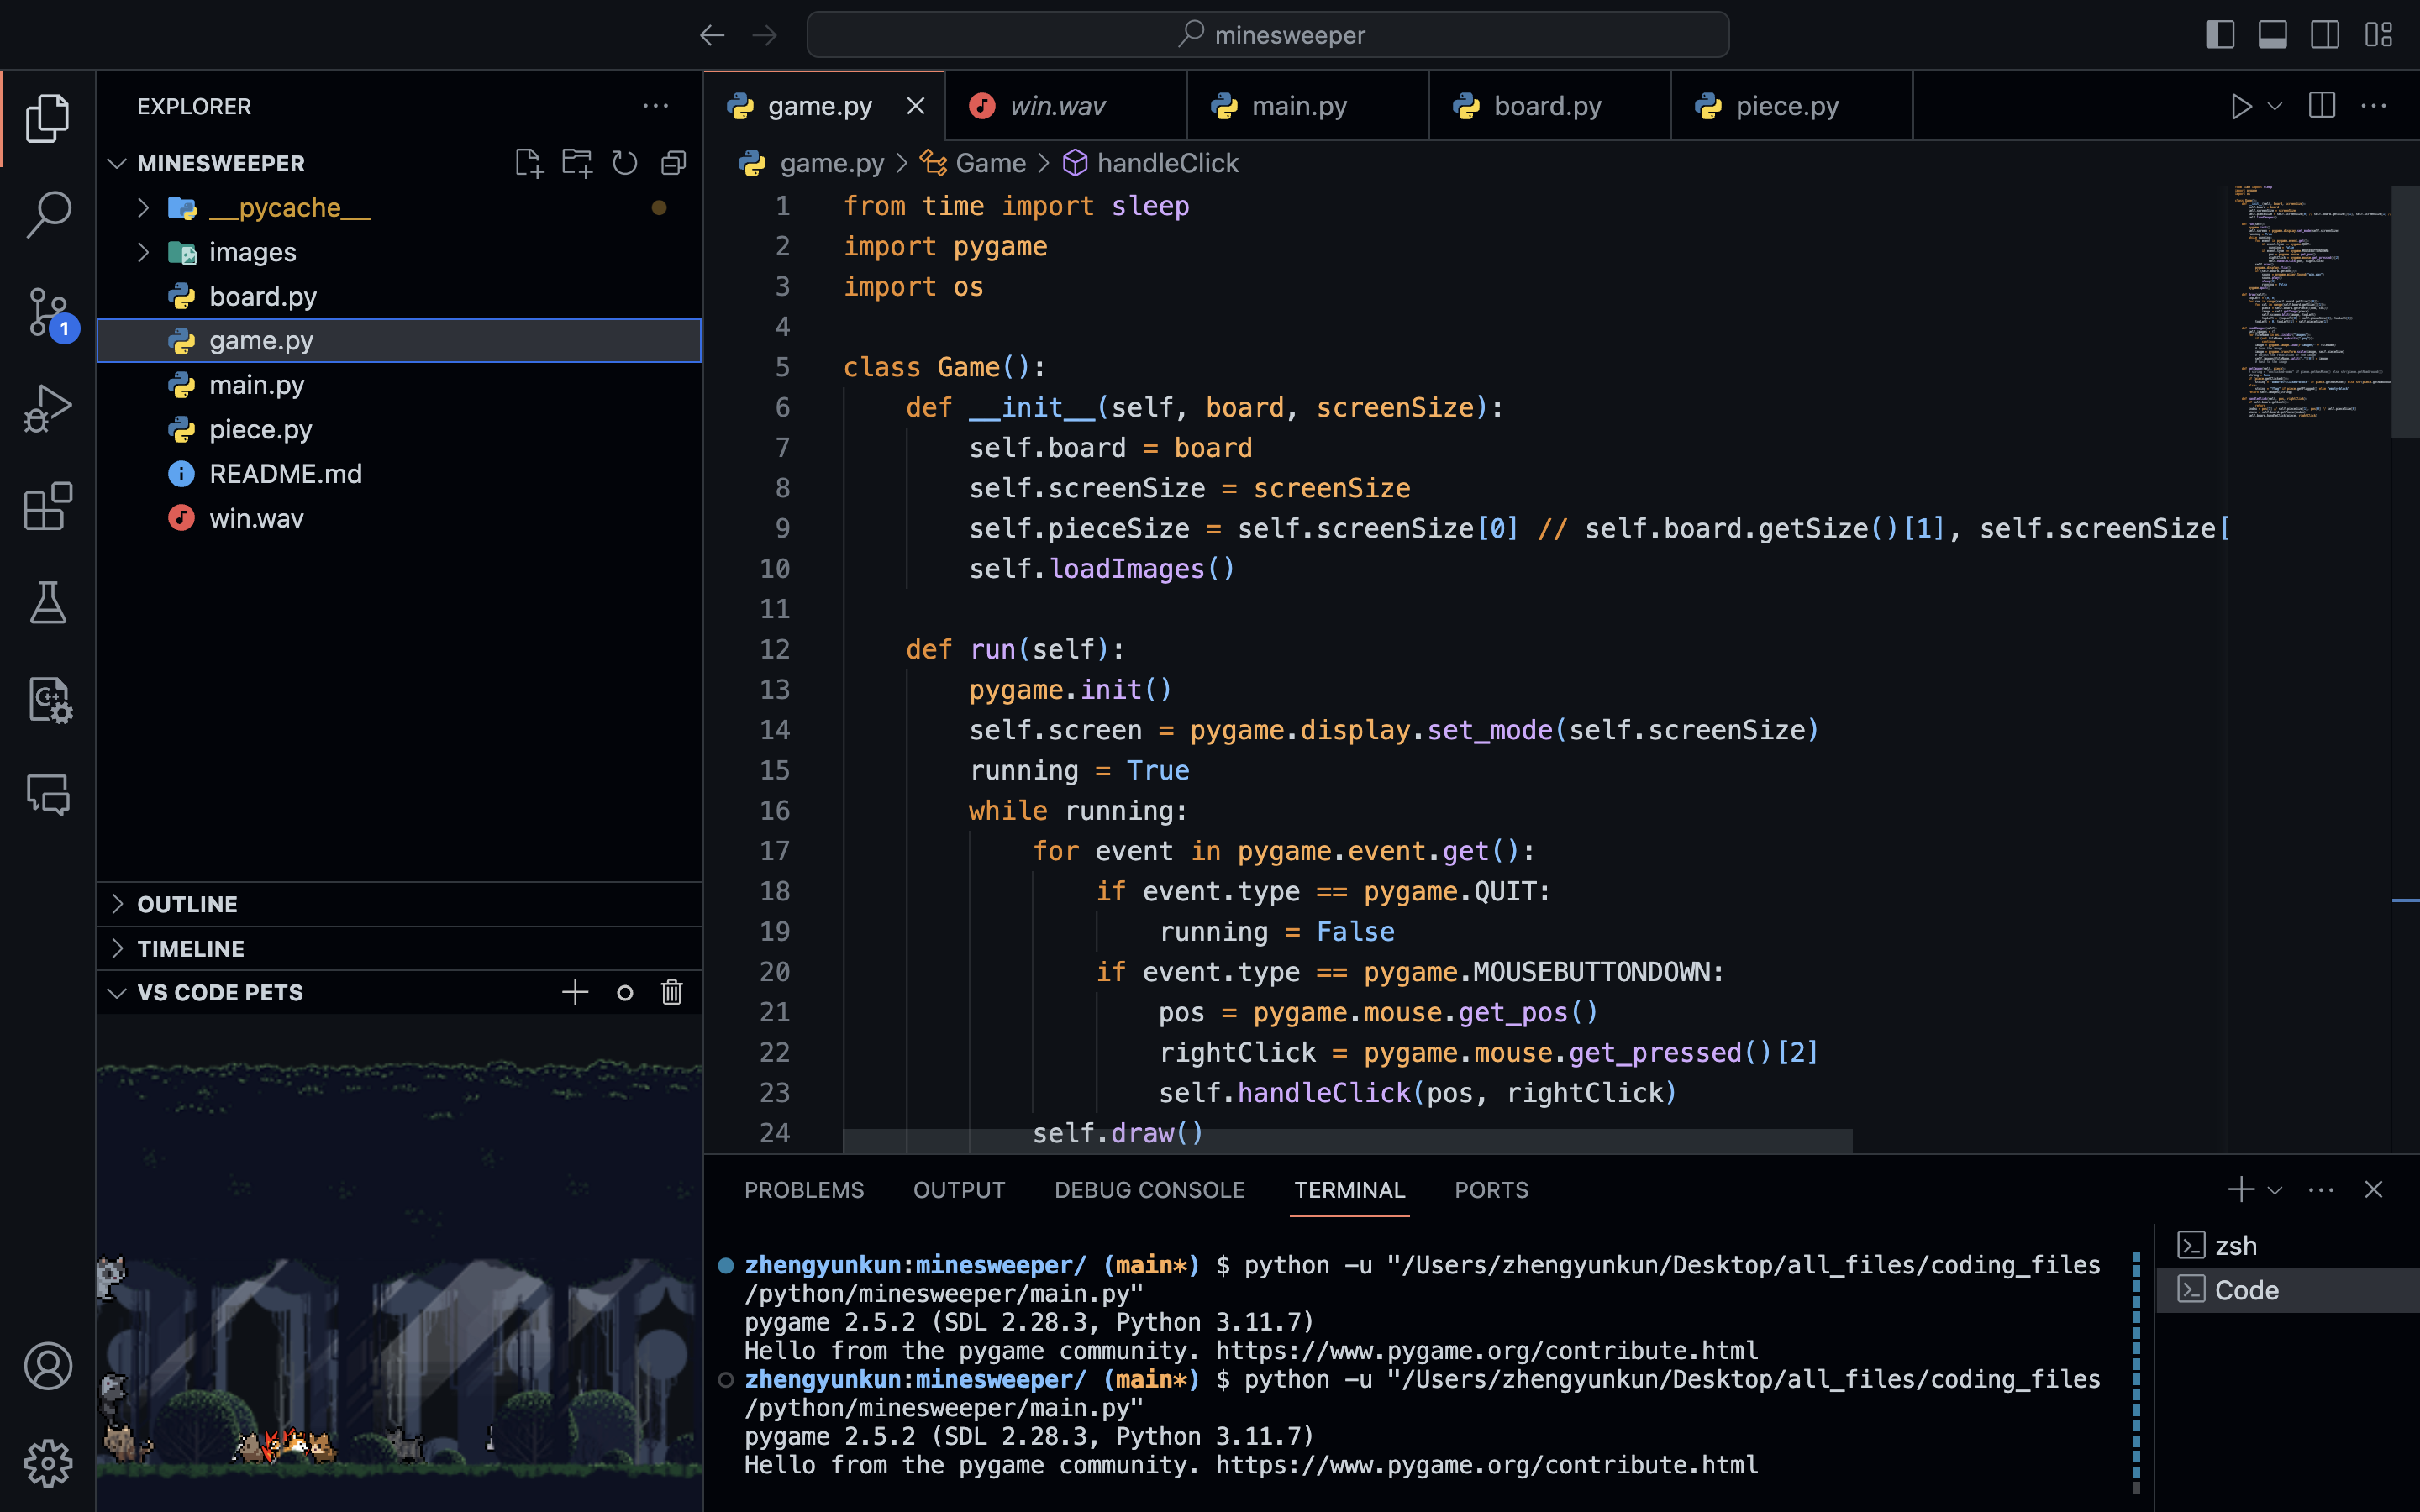 minesweeper
EXPLORER
MINESWEEPER
__pycache__
images
board.py
game.py
main.py
piece.py
README.md
win.wav
1
OUTLINE
TIMELINE
VS CODE PETS
game.py
win.wav
main.py
board.py
piece.py
game.py > Game > handleClick
1 from time import sleep
2 import pygame
3 import os
4
5 class Game():
6 def __init__(self, board, screenSize):
7 self.board = board
8 self.screenSize = screenSize
9 self.pieceSize = self.screenSize[0] // self.board.getSize()[1], self.screenSize[
10 self.loadImages()
11
12 def run(self):
13 pygame.init()
14 self.screen = pygame.display.set_mode(self.screenSize)
15 running = True
16 while running:
17 for event in pygame.event.get():
18 if event.type == pygame.QUIT:
19 running = False
20 if event.type == pygame.MOUSEBUTTONDOWN:
21 pos = pygame.mouse.get_pos()
22 rightClick = pygame.mouse.get_pressed()[2]
23 self.handleClick(pos, rightClick)
24 self.draw()
PROBLEMS OUTPUT DEBUG CONSOLE TERMINAL PORTS
zhengyunkun:minesweeper/ (main*) $ python -u "/Users/zhengyunkun/Desktop/all_files/coding_files
/python/minesweeper/main.py"
pygame 2.5.2 (SDL 2.28.3, Python 3.11.7)
Hello from the pygame community. https://www.pygame.org/contribute.html
zhengyunkun:minesweeper/ (main*) $ python -u "/Users/zhengyunkun/Desktop/all_files/coding_files
/python/minesweeper/main.py"
pygame 2.5.2 (SDL 2.28.3, Python 3.11.7)
Hello from the pygame community. https://www.pygame.org/contribute.html
zsh
Code